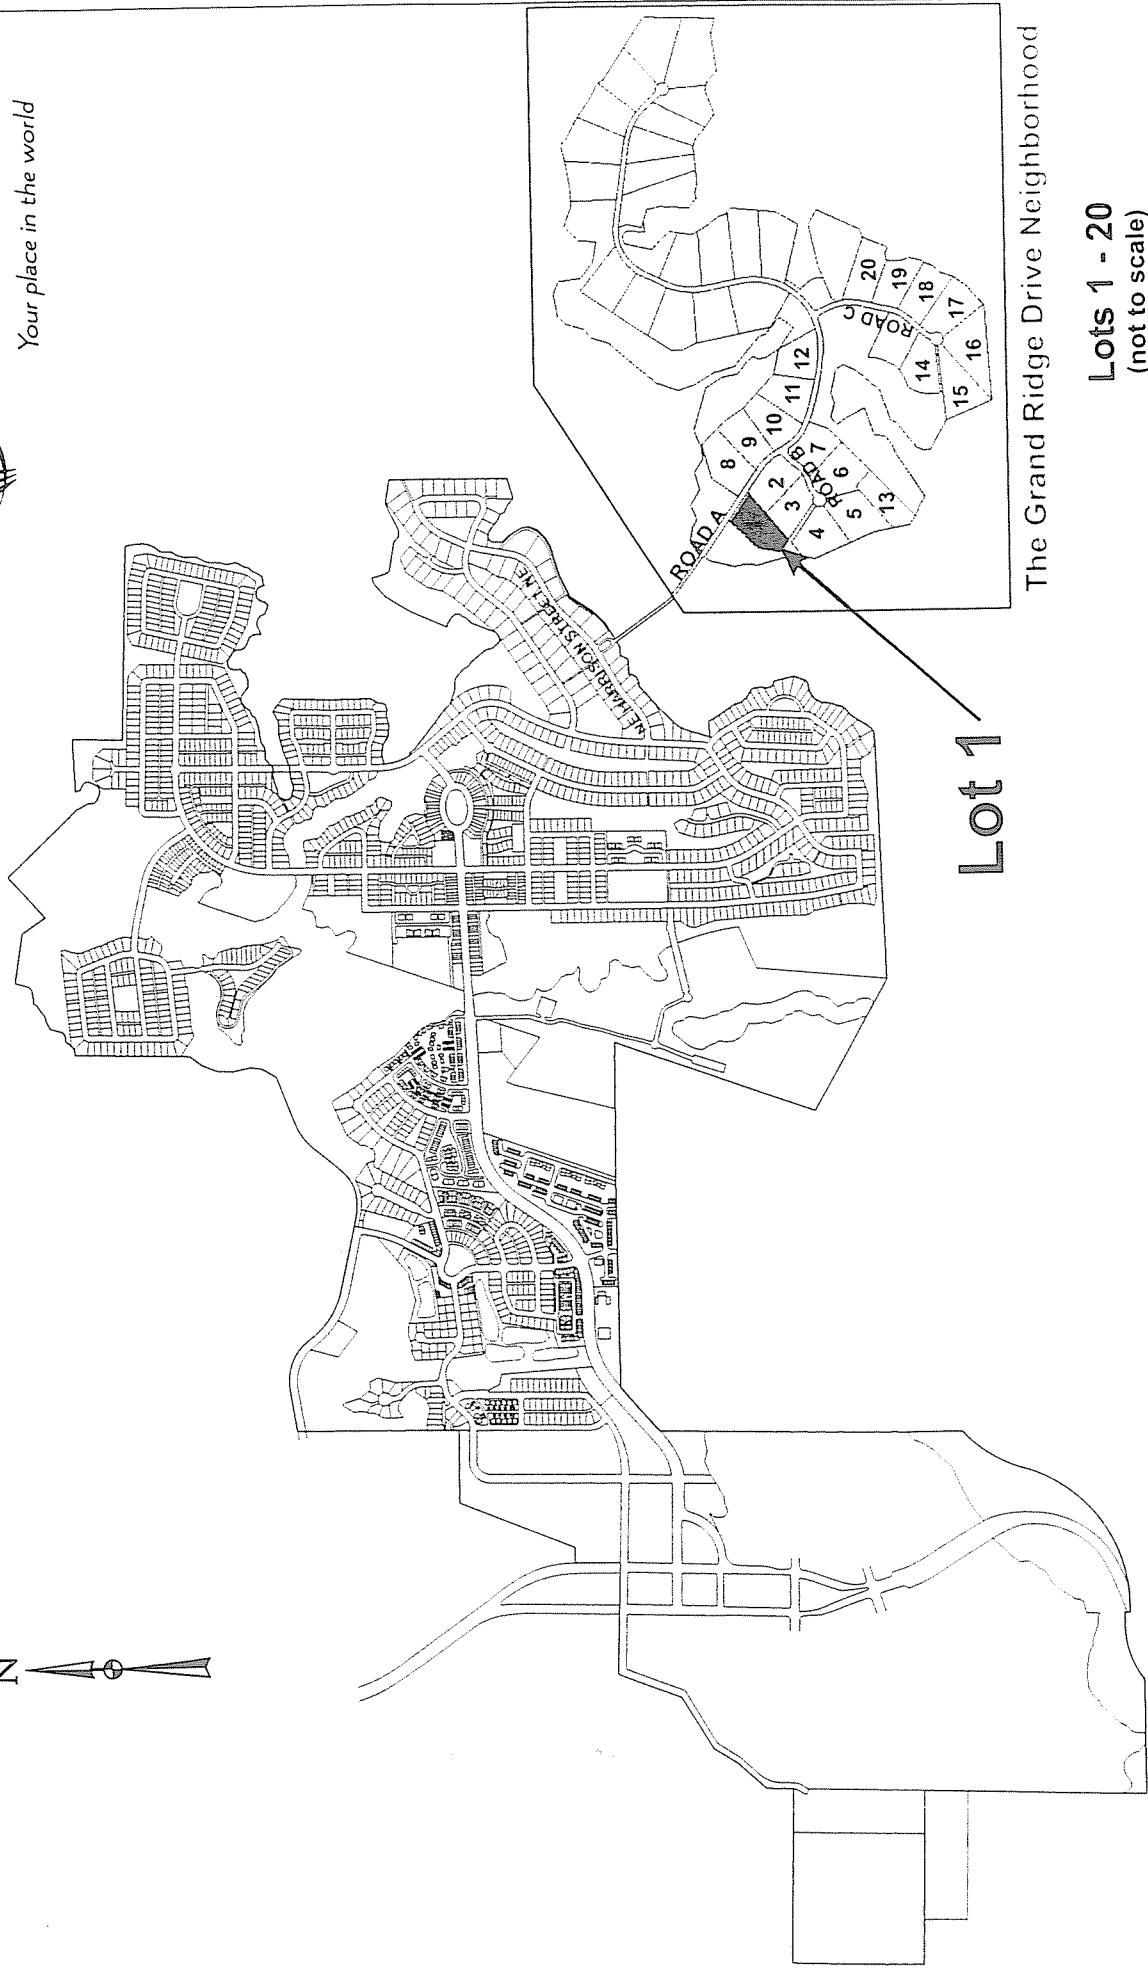 Your place in the world
N
NE HARRISON STREET NE
ROAD A
8
9
10
11
12
2
3
4
ROAD B
7
6
5
13
ROAD C
20
19
18
17
16
14
15
The Grand Ridge Drive Neighborhood
Lots 1 - 20
(not to scale)
Lot 1